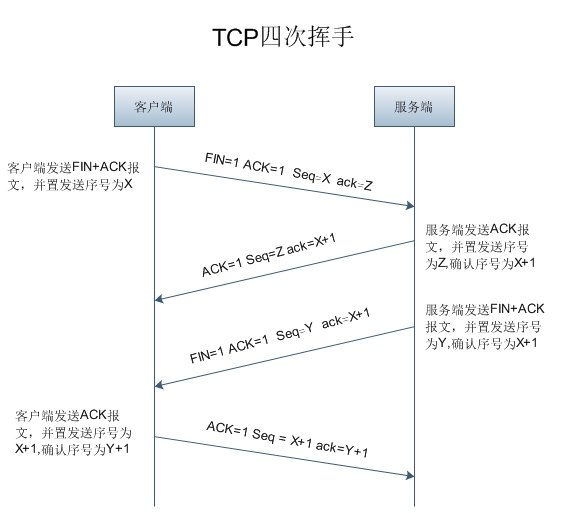 TCP四次挥手
客户端
服务端
客户端发送FIN+ACK报
文，并置发送序号为X
FIN=1 ACK=1 Seq=X ack=Z
服务端发送ACK报
文，并置发送序号
为Z,确认序号为X+1
ACK=1 Seq=Z ack=X+1
服务端发送FIN+ACK
报文，并置发送序号
为Y,确认序号为X+1
FIN=1 ACK=1 Seq=Y ack=X+1
客户端发送ACK报
文，并置发送序号为
X+1,确认序号为Y+1
ACK=1 Seq = X+1 ack=Y+1